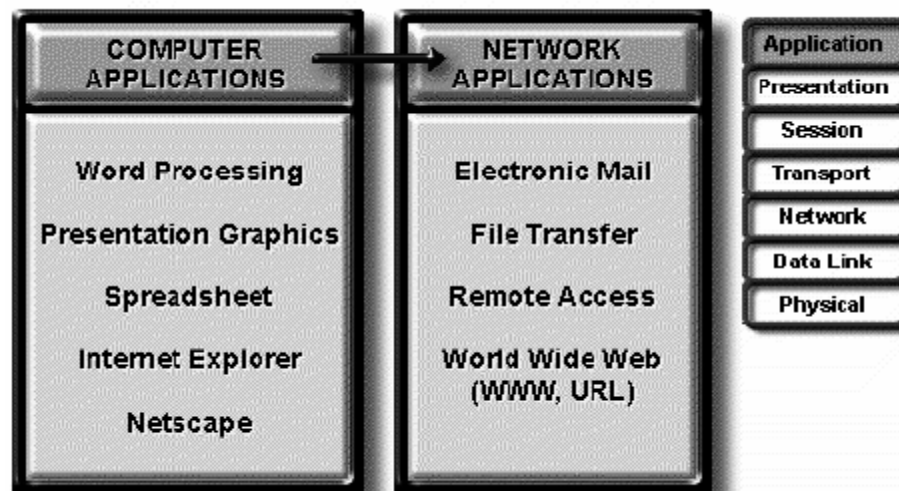 COMPUTER
APPLICATIONS
Word Processing
Presentation Graphics
Spreadsheet
Internet Explorer
Netscape
NETWORK
APPLICATIONS
Electronic Mail
File Transfer
Remote Access
World Wide Web
(WWW, URL)
Application
Presentation
Session
Transport
Network
Data Link
Physical